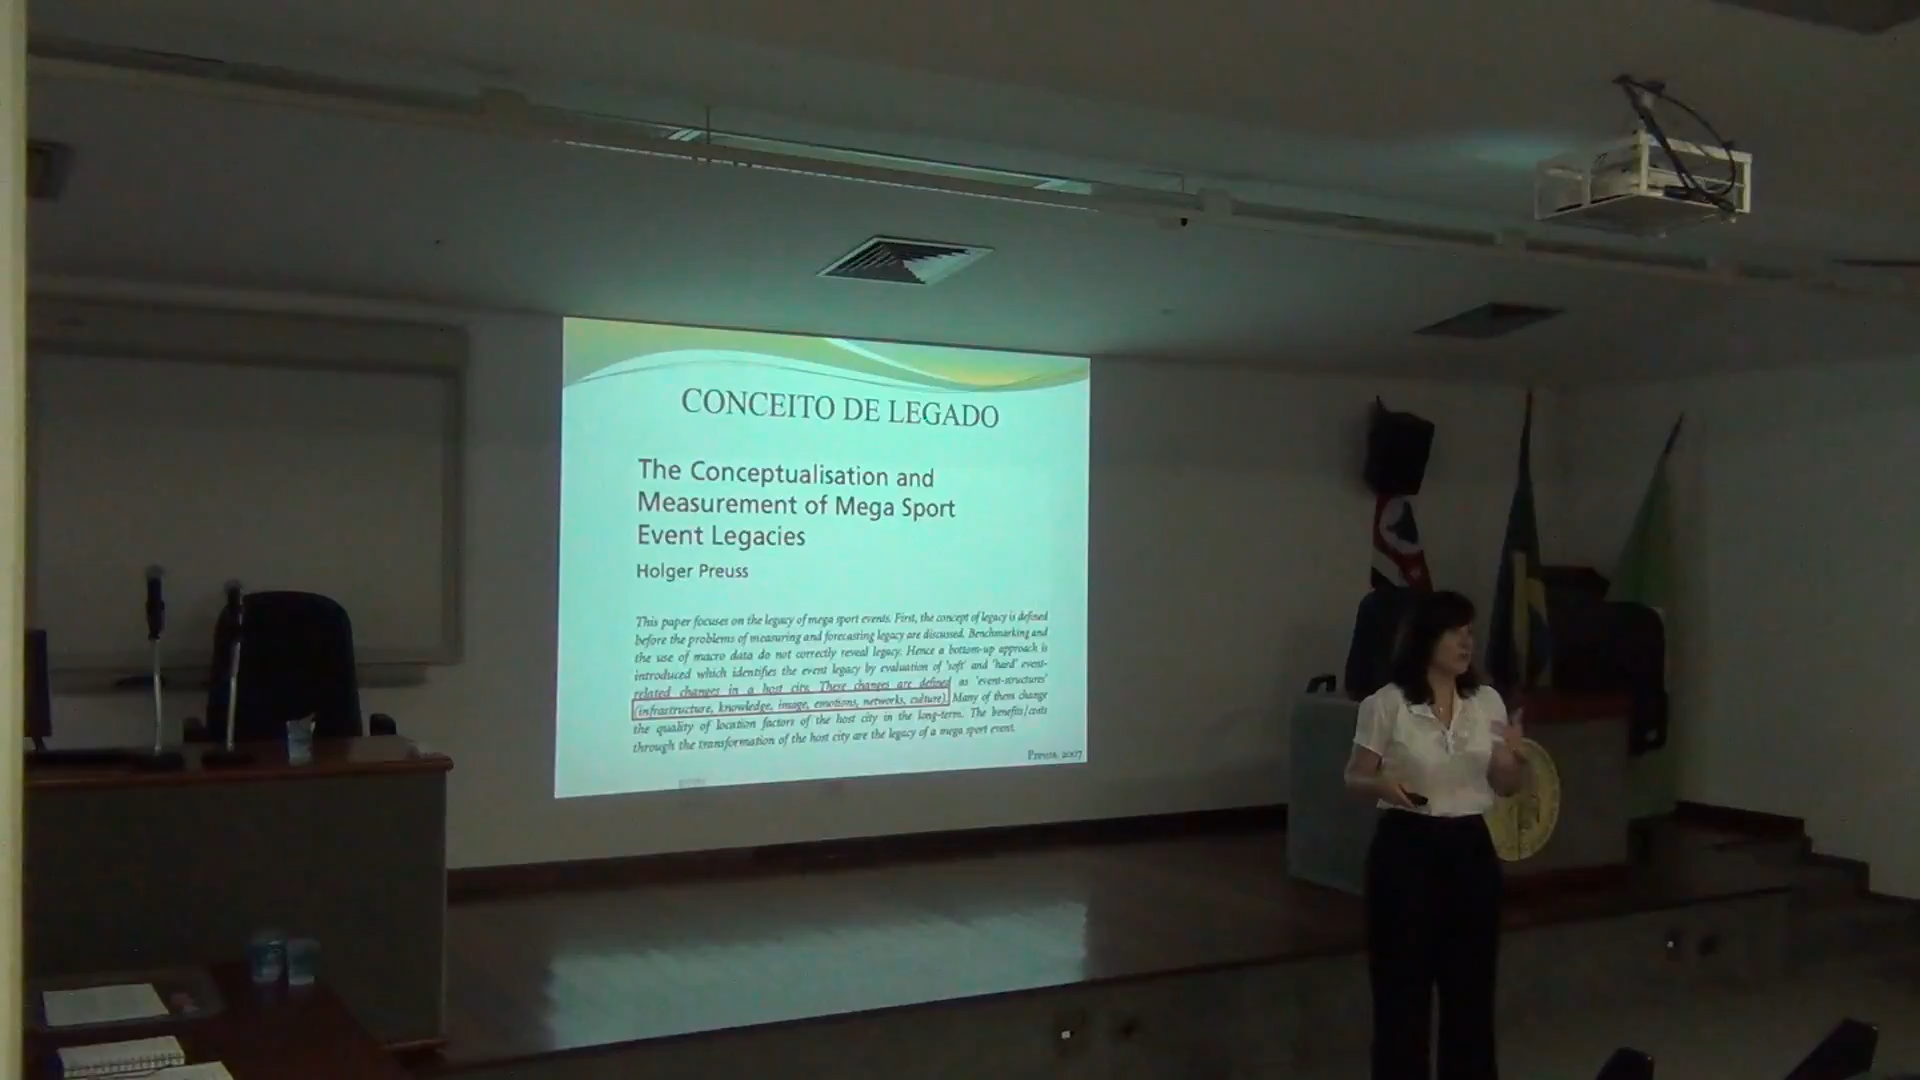 CONCEITO DE LEGADO
The Conceptualisation and
Measurement of Mega Sport
Event Legacies
Holger Preuss
This paper focuses on the legacy of mega sport events. First, the concept of legacy is defined
before the problems of measuring and forecasting legacy are discussed. Benchmarking and
the use of macro data do not correctly reveal legacy. Hence a bottom-up approach is
introduced which identifies the event legacy by evaluation of 'soft' and 'hard' event-
related changes in a host city. These changes are defined as 'event-structures'
(infrastructure, knowledge, image, emotions, networks, culture). Many of them change
the quality of location factors of the host city in the long-term. The benefits/costs
through the transformation of the host city are the legacy of a mega sport event.
Preuss, 2007